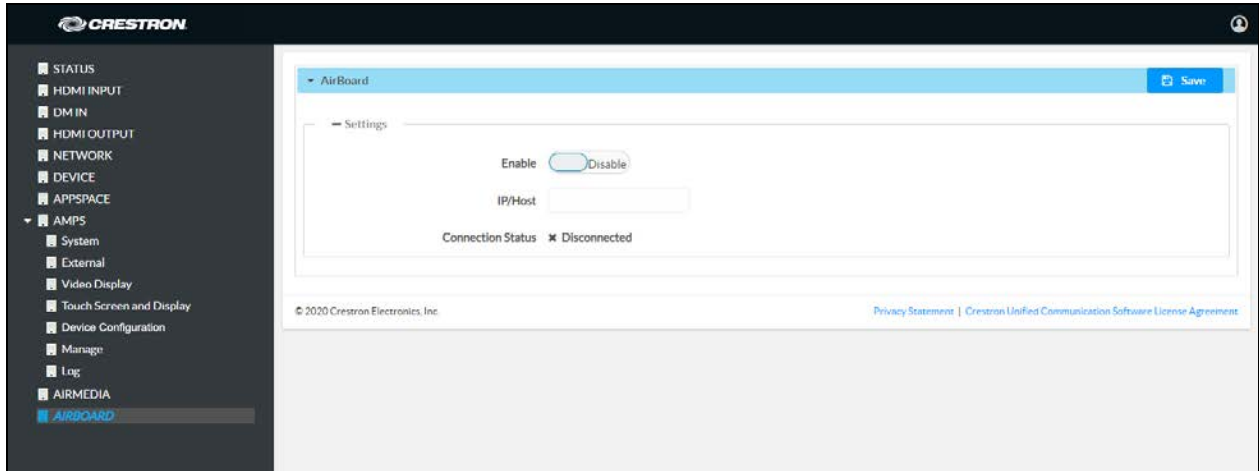 CRESTRON
STATUS
HDMI INPUT
DM IN
HDMI OUTPUT
NETWORK
DEVICE
APPSPACE
AMPS
System
External
Video Display
Touch Screen and Display
Device Configuration
Manage
Log
AIRMEDIA
AIRBOARD
AirBoard
Save
Settings
Enable Disable
IP/Host
Connection Status Disconnected
© 2020 Crestron Electronics, Inc.
Privacy Statement | Crestron Unified Communication Software License Agreement